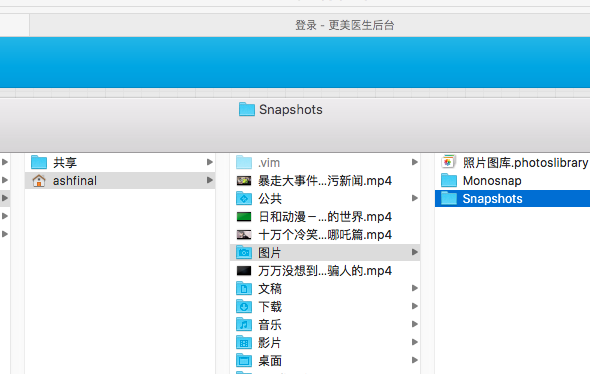 登录 - 更美医生后台
Snapshots
共享
ashfinal
.vim
暴走大事件...污新闻.mp4
公共
日和动漫－...的世界.mp4
十万个冷笑...哪吒篇.mp4
图片
万万没想到...骗人的.mp4
文稿
下载
音乐
影片
桌面
照片图库.photoslibrary
Monosnap
Snapshots